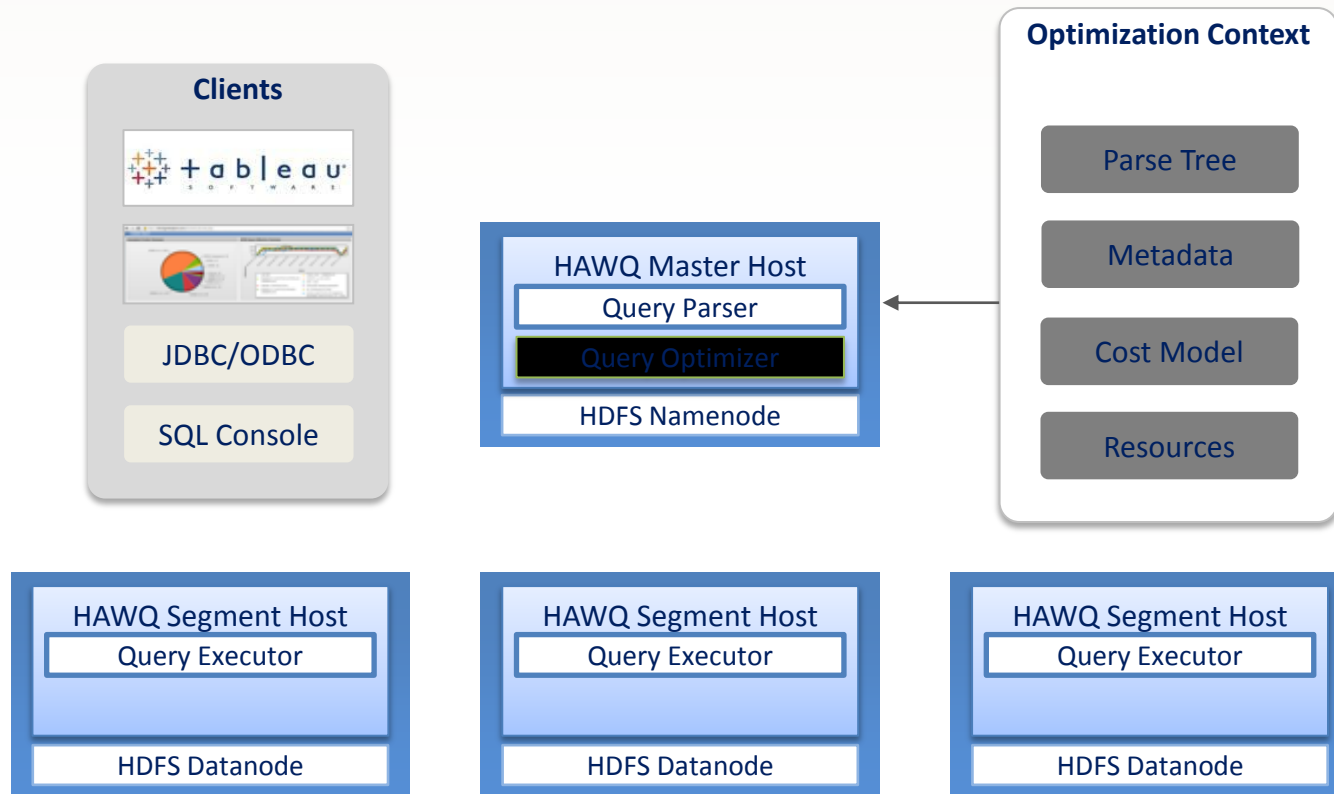 Optimization Context
Parse Tree
Metadata
Cost Model
Resources
Clients
+ a b | e a u
S O F T W A R E
JDBC/ODBC
SQL Console
HAWQ Master Host
Query Parser
Query Optimizer
HDFS Namenode
HAWQ Segment Host
Query Executor
HDFS Datanode
HAWQ Segment Host
Query Executor
HDFS Datanode
HAWQ Segment Host
Query Executor
HDFS Datanode